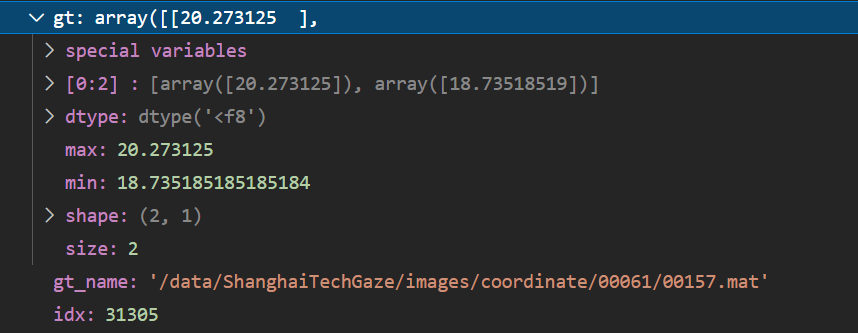 gt: array([[20.273125  ],
special variables
[0:2] : [array([20.273125]), array([18.73518519])]
dtype: dtype('<f8')
max: 20.273125
min: 18.735185185185184
shape: (2, 1)
size: 2
gt_name: '/data/ShanghaiTechGaze/images/coordinate/00061/00157.mat'
idx: 31305